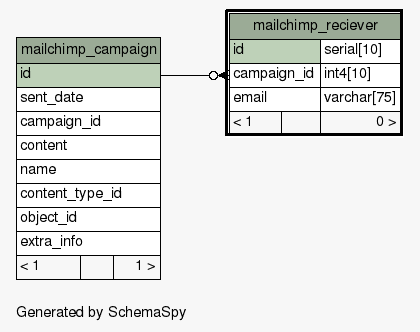 mailchimp_campaign
id
sent_date
campaign_id
content
name
content_type_id
object_id
extra_info
< 1 1 >
mailchimp_reciever
id serial[10]
campaign_id int4[10]
email varchar[75]
< 1 0 >
Generated by SchemaSpy